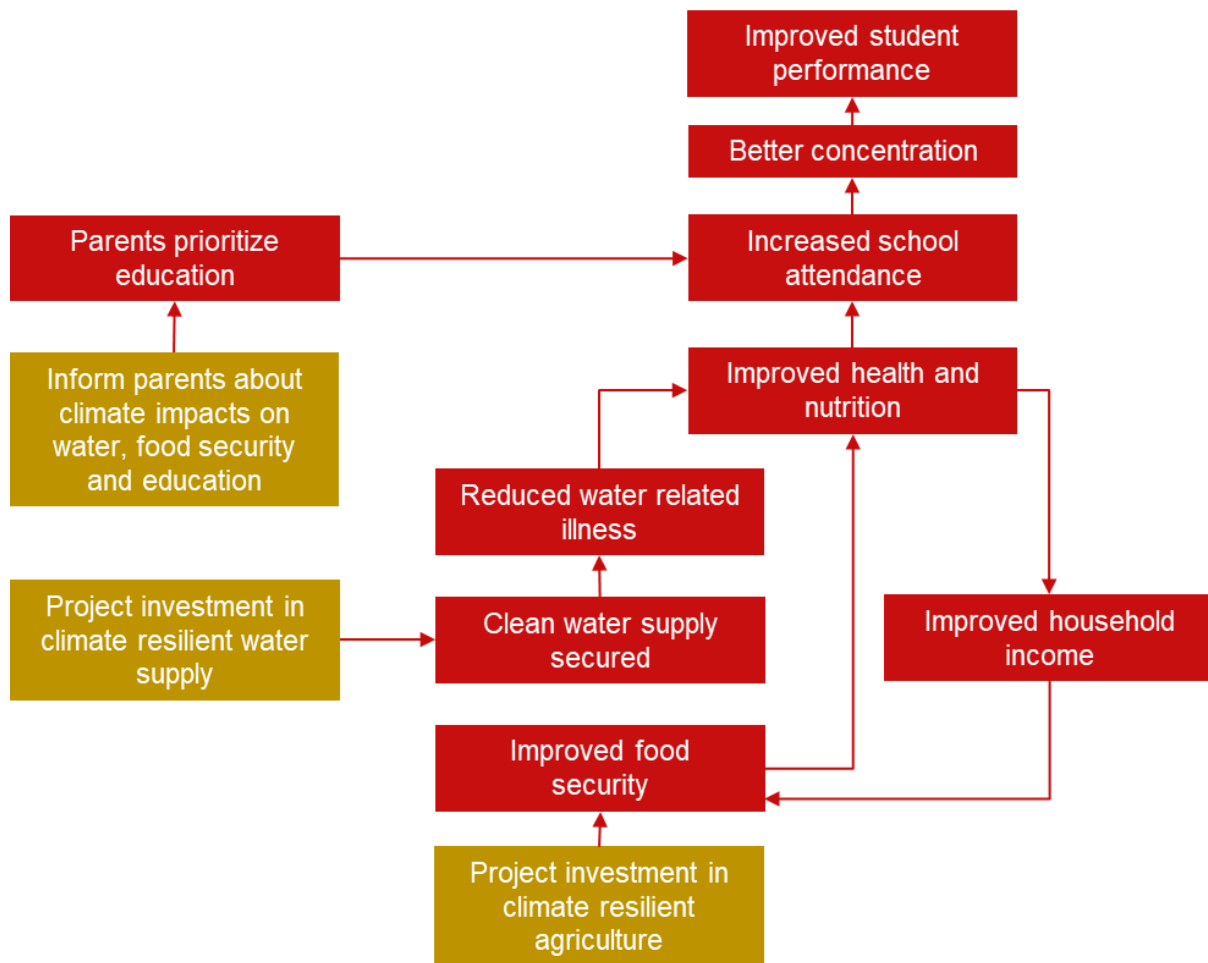 Improved student
performance
Better concentration
Parents prioritize
education
Increased school
attendance
Inform parents about
climate impacts on
water, food security
and education
Improved health and
nutrition
Reduced water related
illness
Project investment in
climate resilient water
supply
Clean water supply
secured
Improved household
income
Improved food
security
Project investment in
climate resilient
agriculture